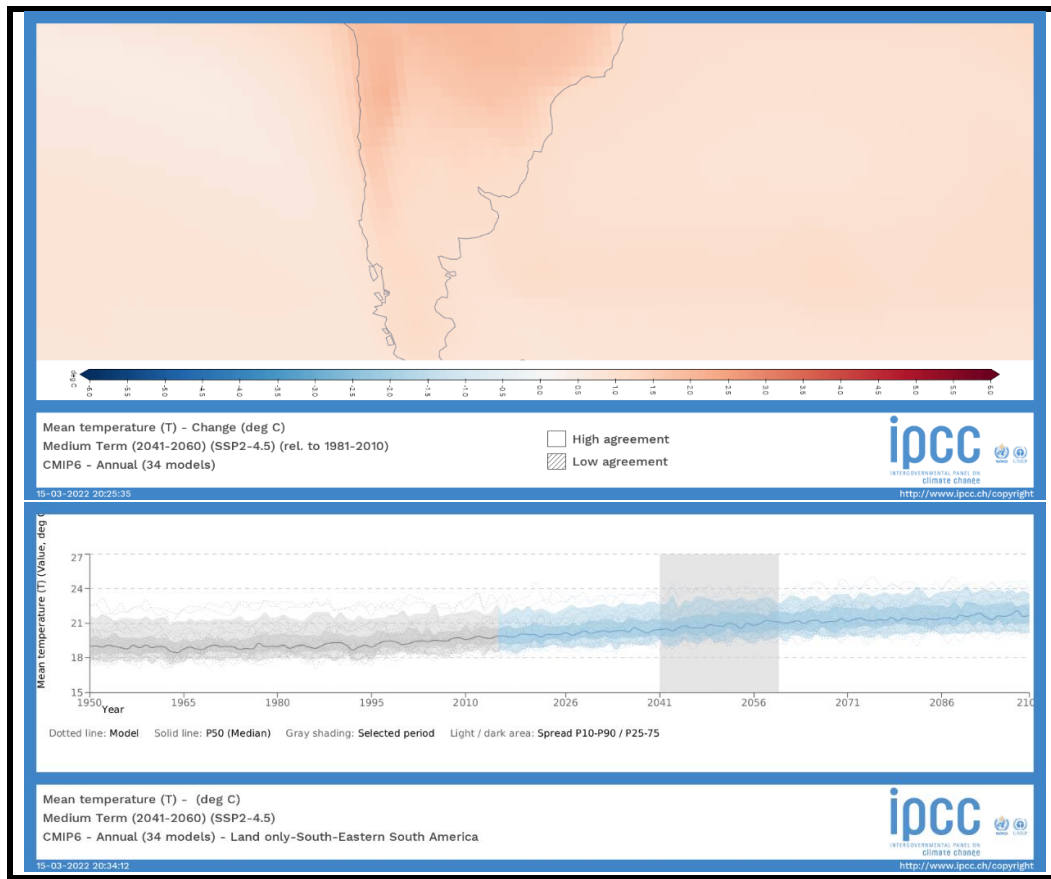 deg C
-6.0 -5.5 -5.0 -4.5 -4.0 -3.5 -3.0 -2.5 -2.0 -1.5 -1.0 -0.5 0.0 0.5 1.0 1.5 2.0 2.5 3.0 3.5 4.0 4.5 5.0 5.5 6.0
Mean temperature (T) - Change (deg C)
Medium Term (2041-2060) (SSP2-4.5) (rel. to 1981-2010)
CMIP6 - Annual (34 models)
High agreement
Low agreement
ipcc
INTERGOVERNMENTAL PANEL ON
climate change
WMO UNEP
15-03-2022 20:25:35
http://www.ipcc.ch/copyright
Mean temperature (T) (Value, deg C
27
24
21
18
15
1950 1965 1980 1995 2010 2026 2041 2056 2071 2086 210
Year
Dotted line: Model Solid line: P50 (Median) Gray shading: Selected period Light / dark area: Spread P10-P90 / P25-75
Mean temperature (T) - (deg C)
Medium Term (2041-2060) (SSP2-4.5)
CMIP6 - Annual (34 models) - Land only-South-Eastern South America
ipcc
INTERGOVERNMENTAL PANEL ON
climate change
WMO UNEP
15-03-2022 20:34:12
http://www.ipcc.ch/copyright